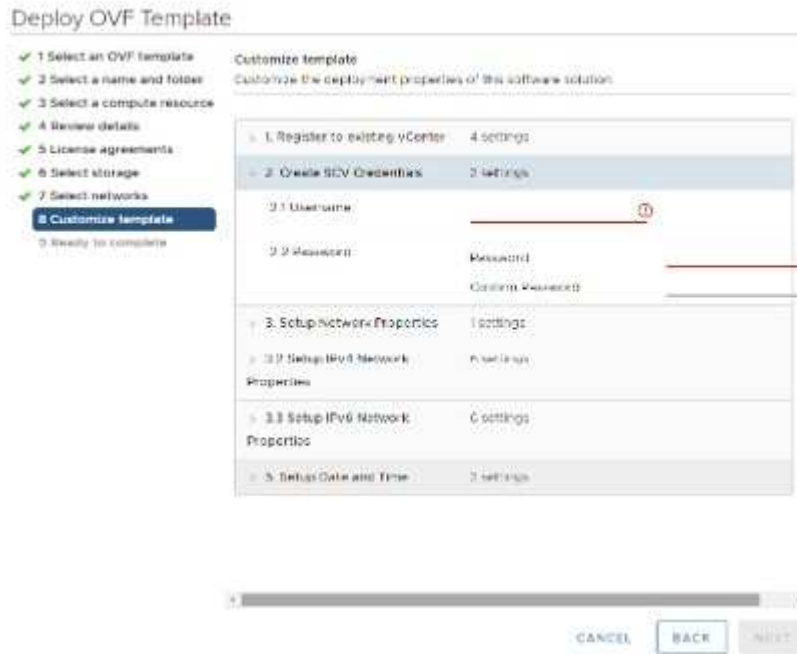 Deploy OVF Template
1 Select an OVF template
2 Select a name and folder
3 Select a compute resource
4 Review details
5 License agreements
6 Select storage
7 Select networks
8 Customize template
9 Ready to complete
Customize template
Customize the deployment properties of this software solution.
1. Register to existing vCenter 4 settings
2. Create SCV Credentials 2 settings
2.1 Username
2.2 Password
Password
Confirm Password
3. Setup Network Properties 1 settings
3.2 Setup IPv4 Network 6 settings
Properties
3.3 Setup IPv6 Network 6 settings
Properties
5. Setup Date and Time 2 settings
CANCEL BACK NEXT